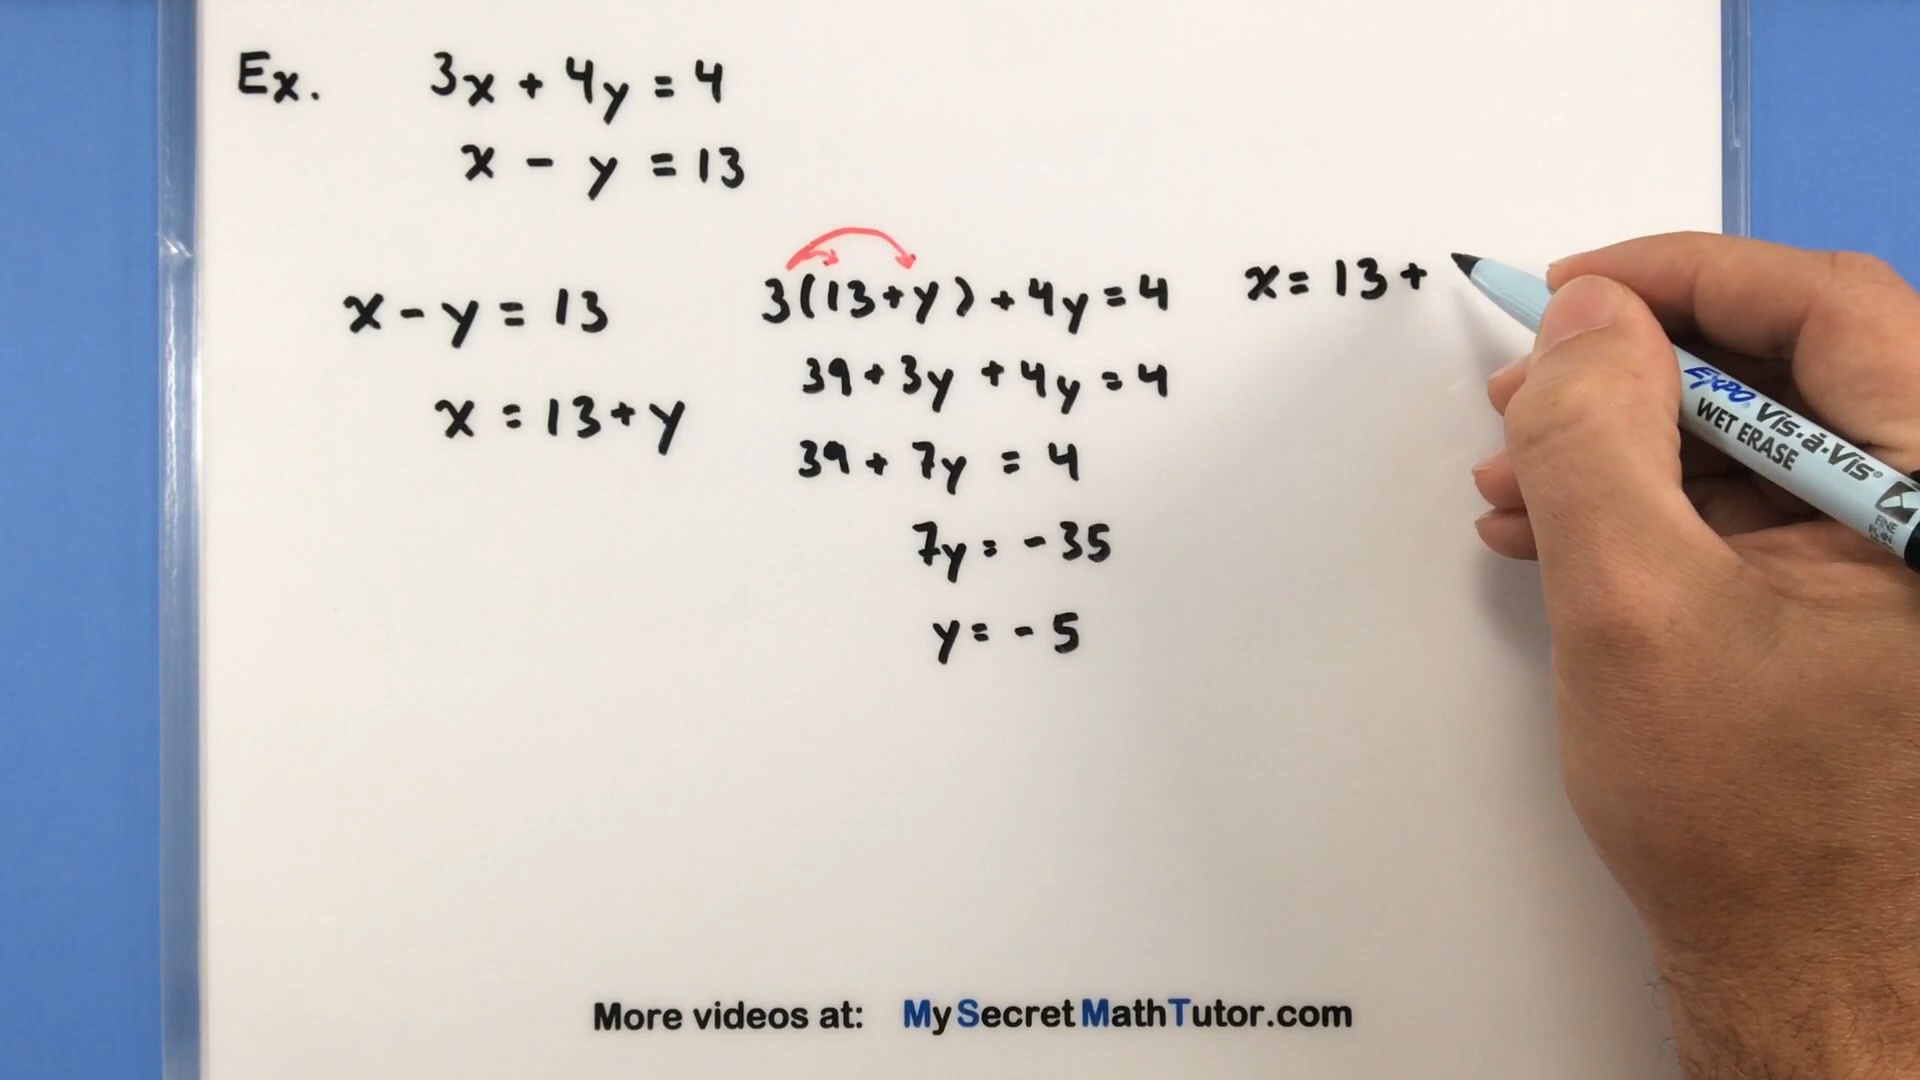 Ex. 3x + 4y = 4
x - y = 13
x - y = 13
x = 13 + y
3(13+y) + 4y = 4
39 + 3y + 4y = 4
39 + 7y = 4
7y = -35
y = -5
x = 13 +
EXPO Vis-à-Vis®
WET ERASE
FINE
More videos at: MySecretMathTutor.com